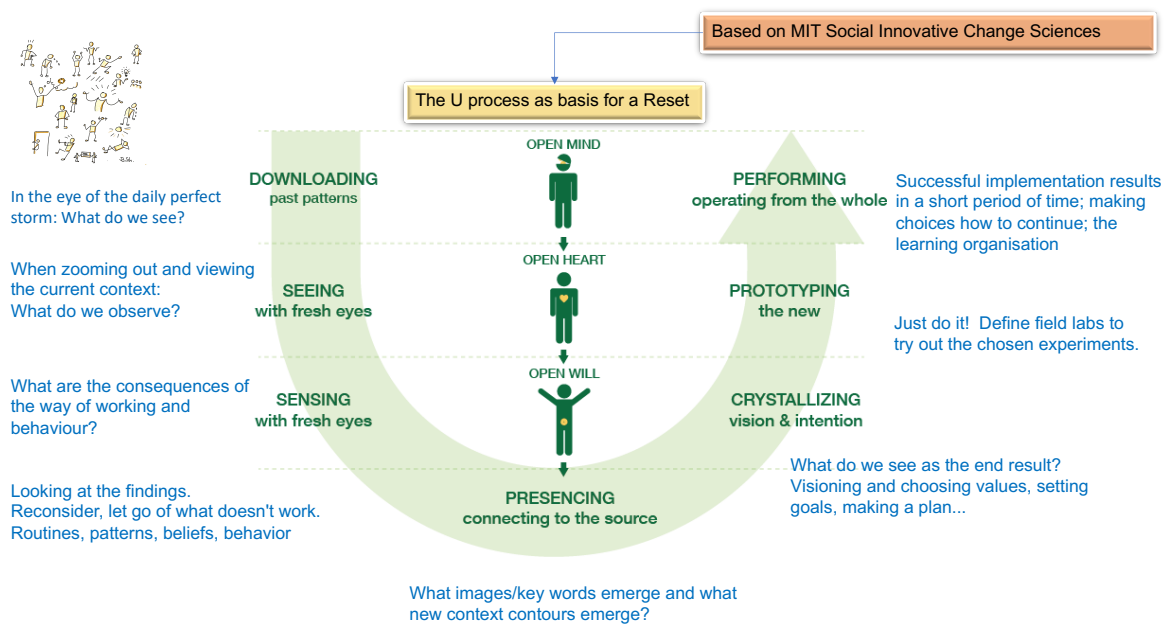 Based on MIT Social Innovative Change Sciences
The U process as basis for a Reset
OPEN MIND
DOWNLOADING
past patterns
PERFORMING
operating from the whole
In the eye of the daily perfect
storm: What do we see?
Successful implementation results
in a short period of time; making
choices how to continue; the
learning organisation
OPEN HEART
When zooming out and viewing
the current context:
What do we observe?
SEEING
with fresh eyes
PROTOTYPING
the new
Just do it!  Define field labs to
try out the chosen experiments.
OPEN WILL
What are the consequences of
the way of working and
behaviour?
SENSING
with fresh eyes
CRYSTALLIZING
vision & intention
What do we see as the end result?
Visioning and choosing values, setting
goals, making a plan...
Looking at the findings.
Reconsider, let go of what doesn't work.
Routines, patterns, beliefs, behavior
PRESENCING
connecting to the source
What images/key words emerge and what
new context contours emerge?